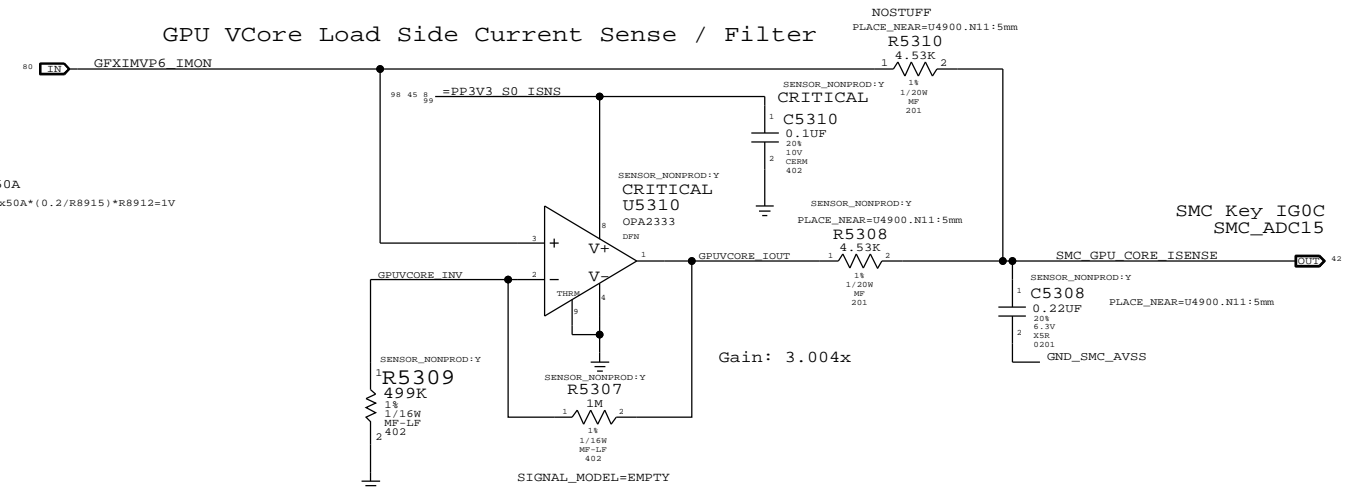 NOSTUFF
PLACE_NEAR=U4900.N11:5mm
GPU VCore Load Side Current Sense / Filter
R5310
4.53K
80 IN GFXIMVP6_IMON
1 2
1%
1/20W
MF
201
98 45 8 =PP3V3_S0_ISNS
99
SENSOR_NONPROD:Y
CRITICAL
1 C5310
0.1UF
20%
10V
2 CERM
402
50A
x50A*(0.2/R8915)*R8912=1V
SENSOR_NONPROD:Y
CRITICAL
U5310
OPA2333
DFN
8
3 +
V+
1
GPUVCORE_IOUT
GPUVCORE_INV
2 −
V-
THRM
4
9
SENSOR_NONPROD:Y
PLACE_NEAR=U4900.N11:5mm
R5308
4.53K
1 2
1%
1/20W
MF
201
SMC Key IG0C
SMC_ADC15
SMC_GPU_CORE_ISENSE
OUT 42
SENSOR_NONPROD:Y
1 C5308
0.22UF
PLACE_NEAR=U4900.N11:5mm
20%
6.3V
2 X5R
0201
GND_SMC_AVSS
Gain: 3.004x
SENSOR_NONPROD:Y
1 R5309
499K
1%
1/16W
MF-LF
2 402
SENSOR_NONPROD:Y
R5307
1M
1 2
1%
1/16W
MF-LF
402
SIGNAL_MODEL=EMPTY